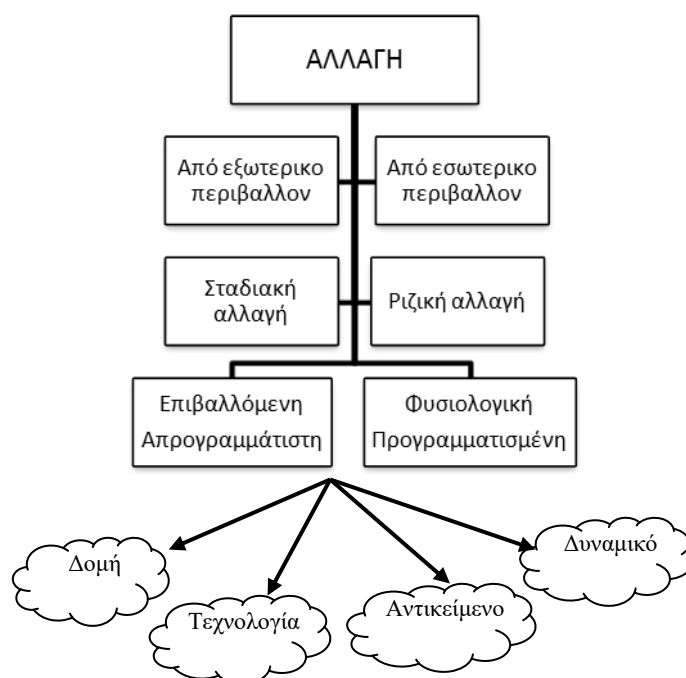 ΑΛΛΑΓΗ
Από εξωτερικο
περιβαλλον
Από εσωτερικο
περιβαλλον
Σταδιακή
αλλαγή
Ριζική αλλαγή
Επιβαλλόμενη
Απρογραμμάτιστη
Φυσιολογική
Προγραμματισμένη
Δομή
Τεχνολογία
Αντικείμενο
Δυναμικό